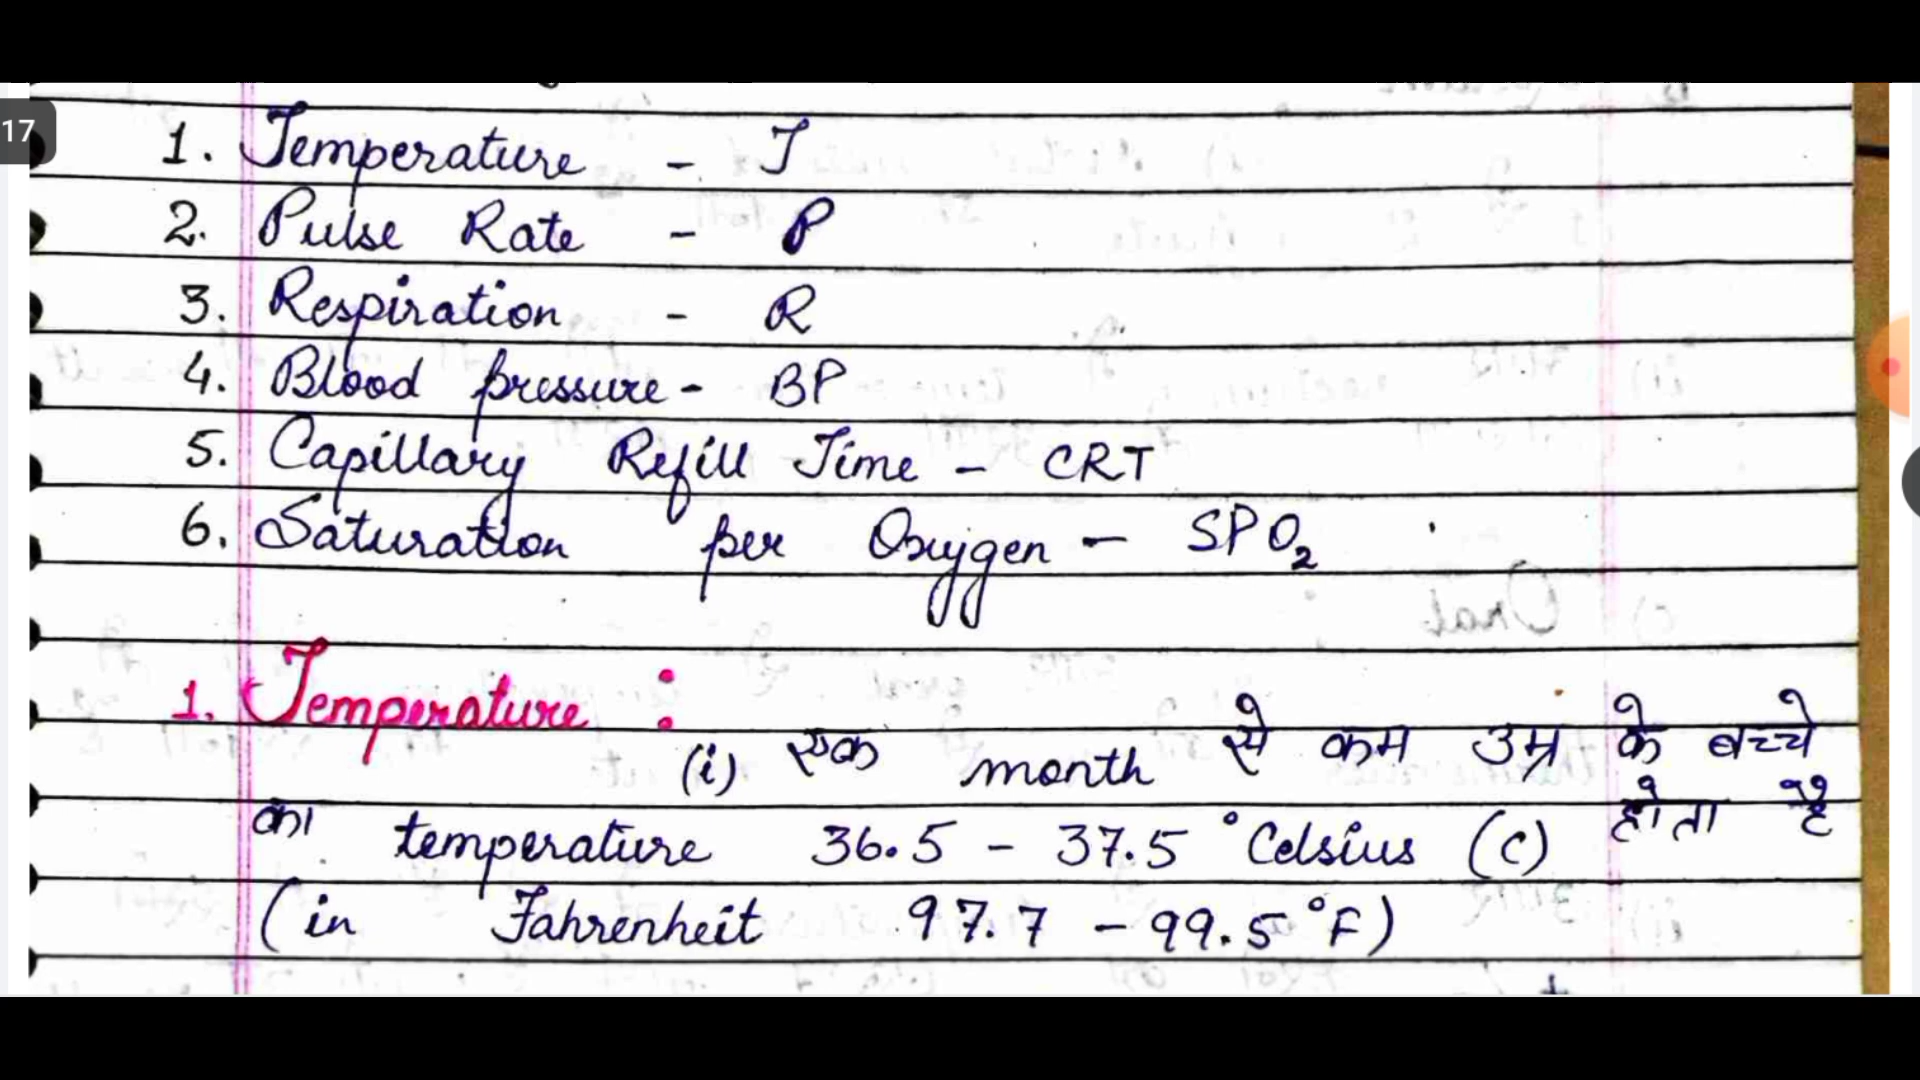 17
1. Temperature - T
2. Pulse Rate - P
3. Respiration - R
4. Blood pressure - BP
5. Capillary Refill Time - CRT
6. Saturation per Oxygen - SPO₂
1. Temperature :
(i) एक month से कम उम्र के बच्चे
का temperature 36.5 - 37.5 °Celsius (C) होता है
(in Fahrenheit 97.7 - 99.5 °F)